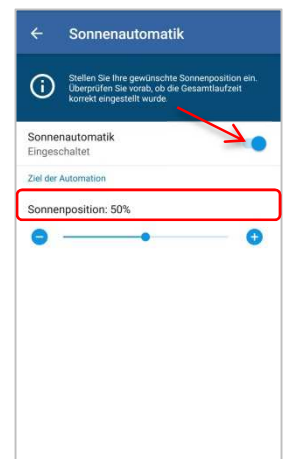 Sonnenautomatik
Stellen Sie Ihre gewünschte Sonnenposition ein.
Überprüfen Sie vorab, ob die Gesamtlaufzeit
korrekt eingestellt wurde.
Sonnenautomatik
Eingeschaltet
Ziel der Automation
Sonnenposition: 50%